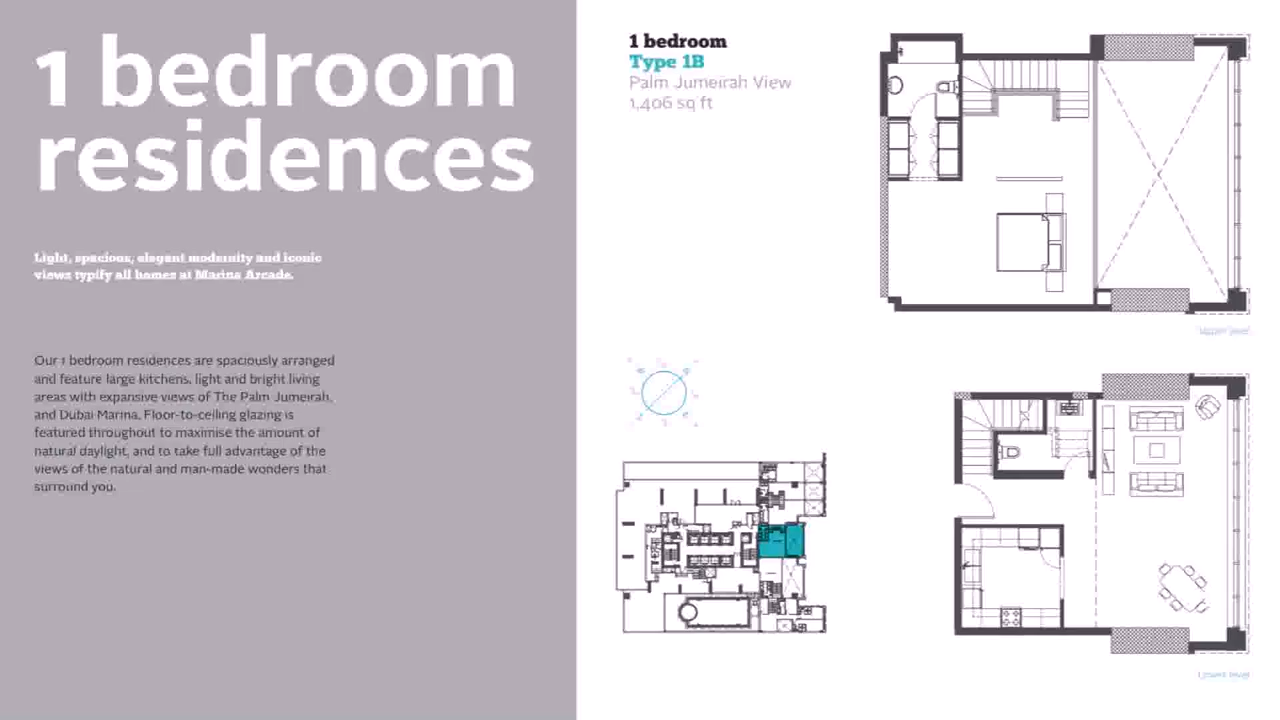 1 bedroom
residences
Light, spacious, elegant modernity and iconic
views typify all homes at Marina Arcade.
Our 1 bedroom residences are spaciously arranged
and feature large kitchens, light and bright living
areas with expansive views of The Palm Jumeirah,
and Dubai Marina. Floor-to-ceiling glazing is
featured throughout to maximise the amount of
natural daylight, and to take full advantage of the
views of the natural and man-made wonders that
surround you.
1 bedroom
Type 1B
Palm Jumeirah View
1,406 sq ft
Upper level
Lower level